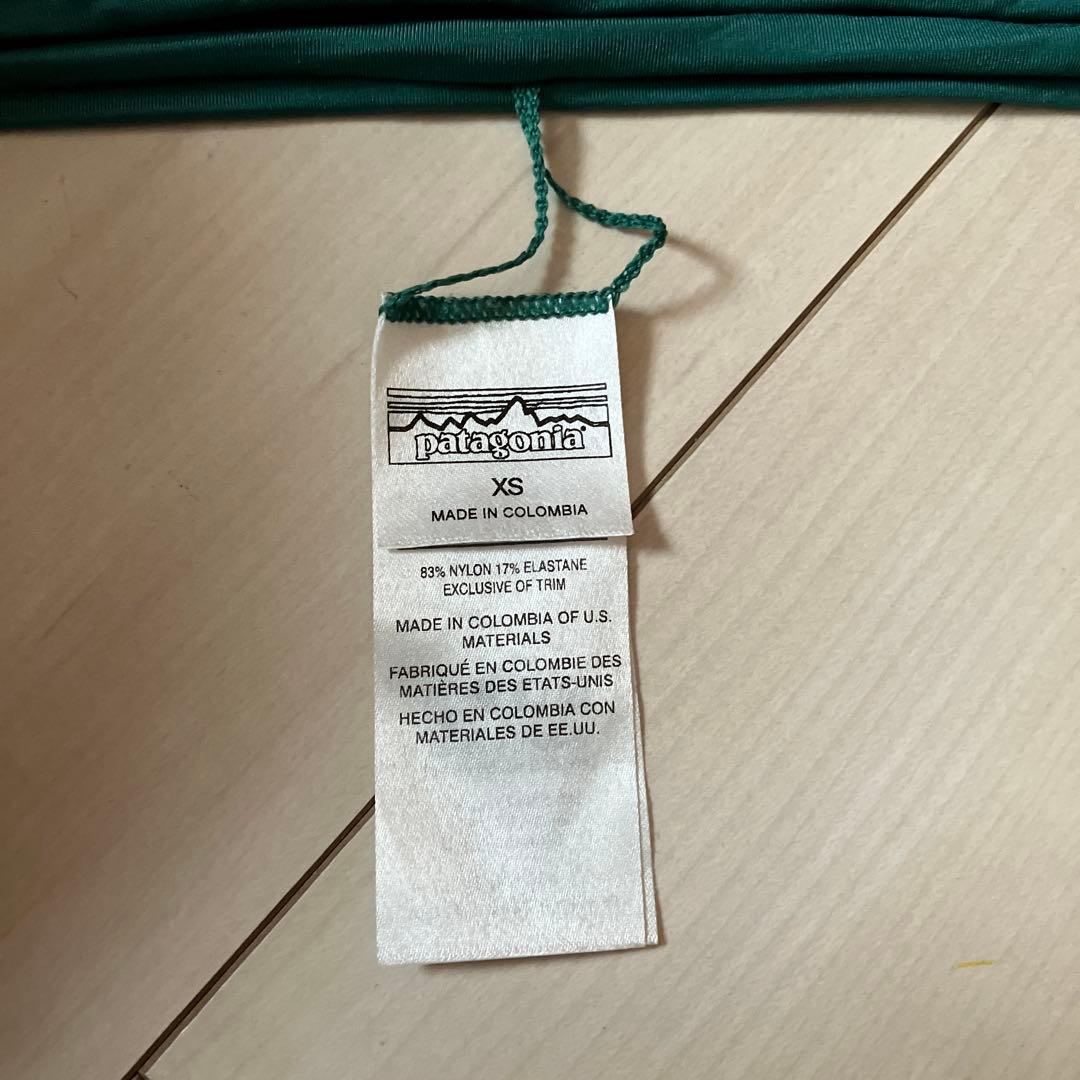 patagonia
XS
MADE IN COLOMBIA
83% NYLON 17% ELASTANE
EXCLUSIVE OF TRIM
MADE IN COLOMBIA OF U.S.
MATERIALS
FABRIQUÉ EN COLOMBIE DES
MATIÈRES DES ETATS-UNIS
HECHO EN COLOMBIA CON
MATERIALES DE EE.UU.